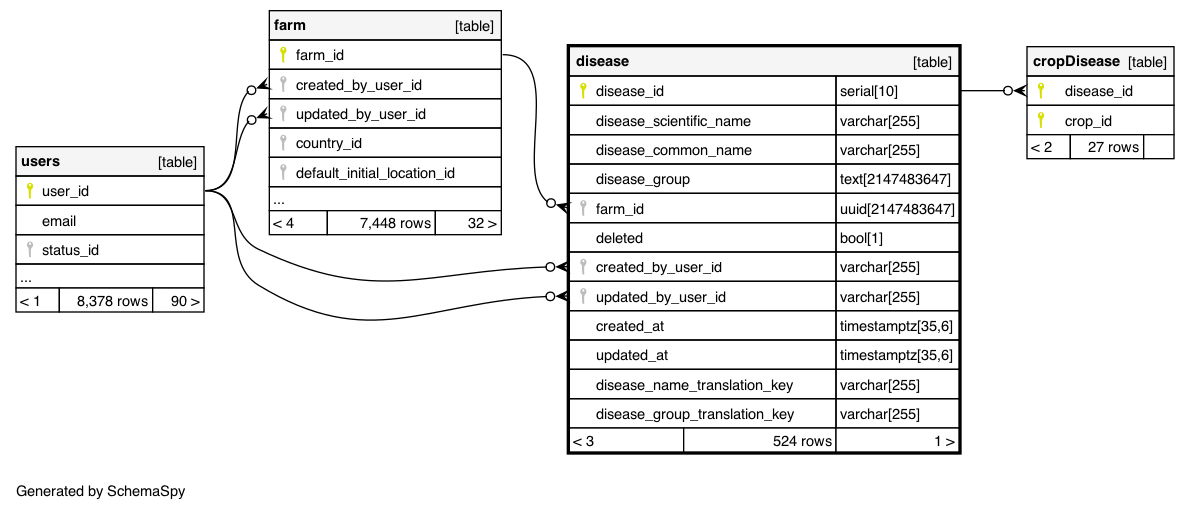 farm [table]
farm_id
created_by_user_id
updated_by_user_id
country_id
default_initial_location_id
...
< 4 7,448 rows 32 >
users [table]
user_id
email
status_id
...
< 1 8,378 rows 90 >
disease [table]
disease_id serial[10]
disease_scientific_name varchar[255]
disease_common_name varchar[255]
disease_group text[2147483647]
farm_id uuid[2147483647]
deleted bool[1]
created_by_user_id varchar[255]
updated_by_user_id varchar[255]
created_at timestamptz[35,6]
updated_at timestamptz[35,6]
disease_name_translation_key varchar[255]
disease_group_translation_key varchar[255]
< 3 524 rows 1 >
cropDisease [table]
disease_id
crop_id
< 2 27 rows
Generated by SchemaSpy